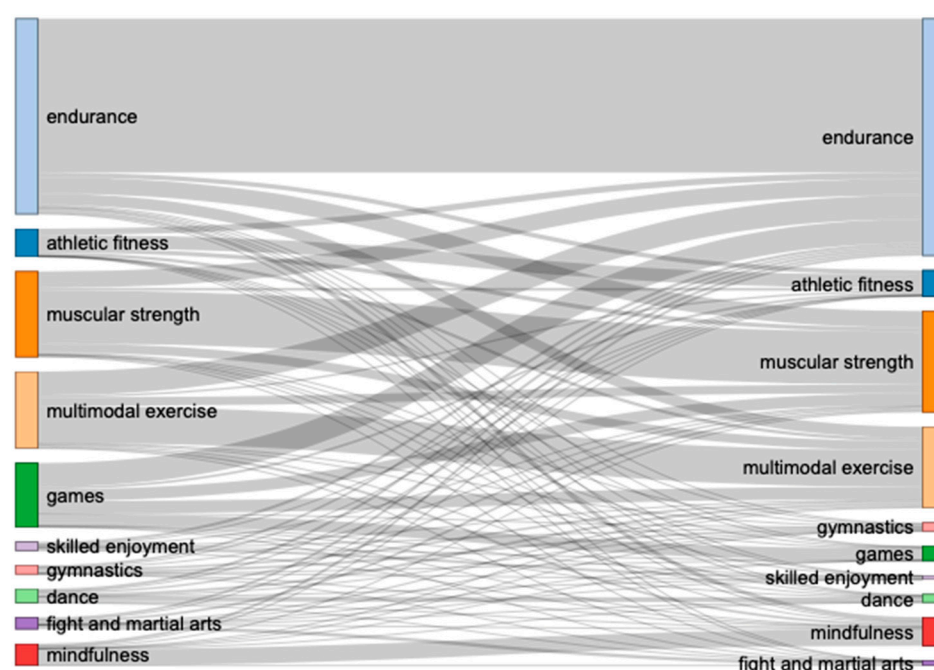 endurance
athletic fitness
muscular strength
multimodal exercise
games
skilled enjoyment
gymnastics
dance
fight and martial arts
mindfulness
endurance
athletic fitness
muscular strength
multimodal exercise
gymnastics
games
skilled enjoyment
dance
mindfulness
fight and martial arts